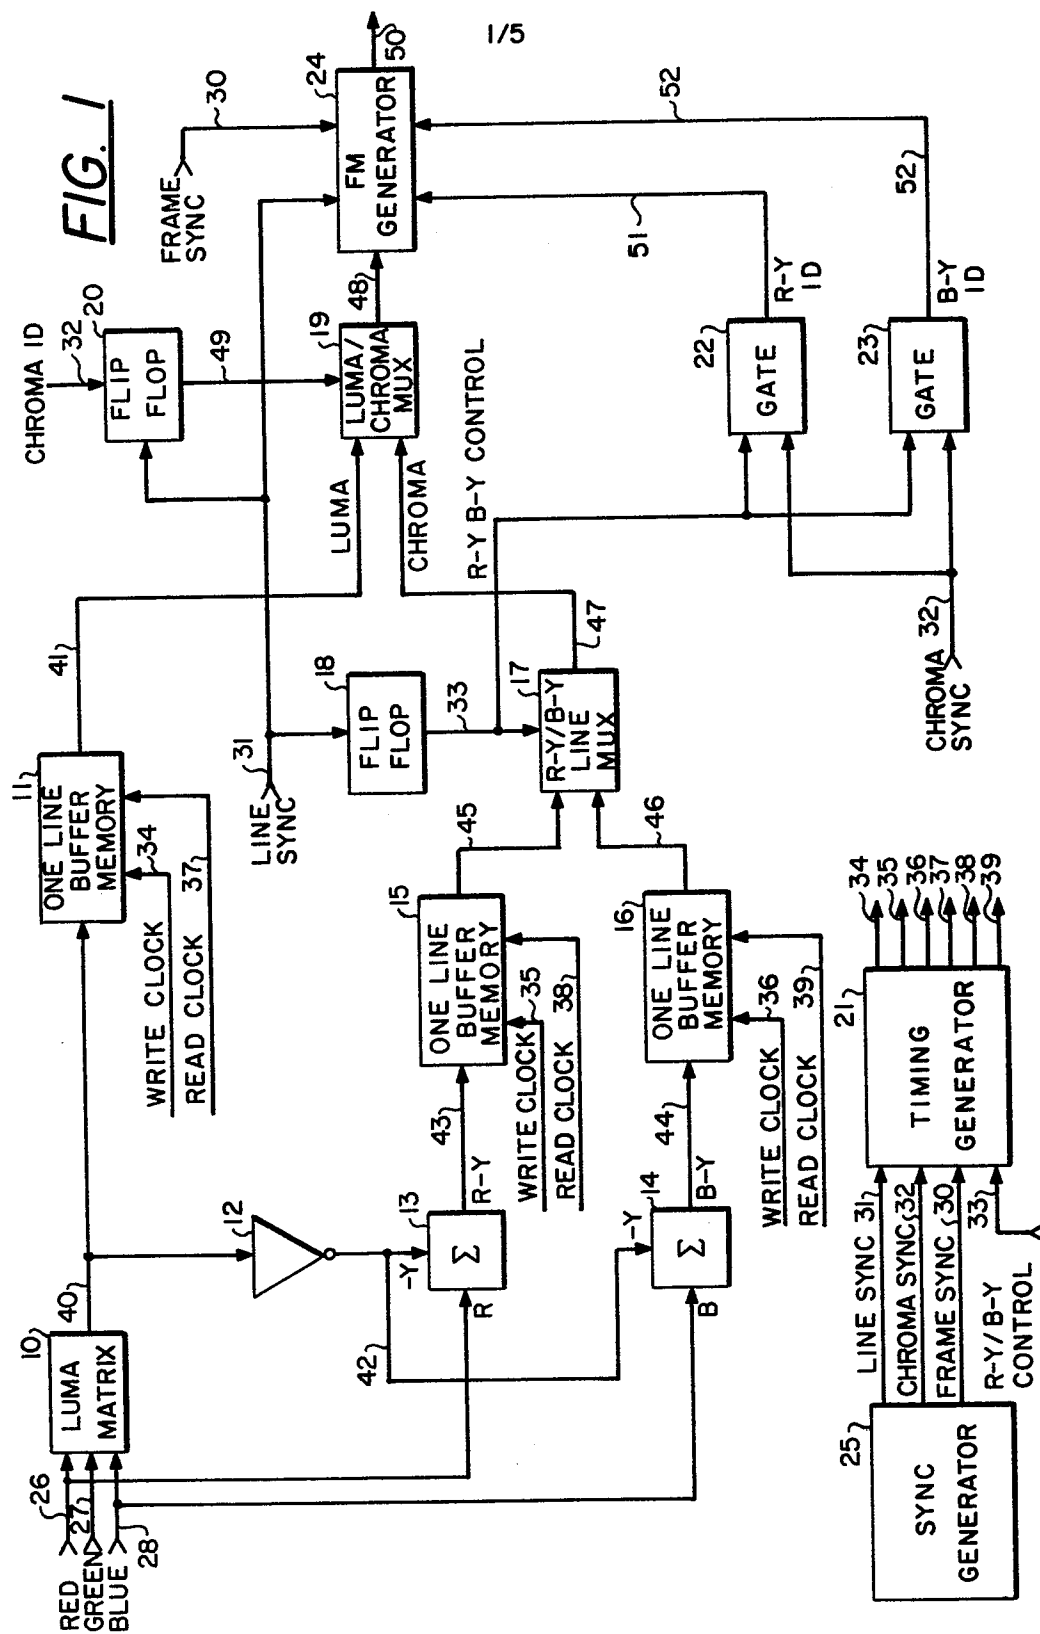 1/5
FIG. 1
RED
GREEN
BLUE
26
27
28
10
LUMA
MATRIX
40
12
42
-Y
13
Σ
R
R-Y
43
-Y
14
Σ
B
B-Y
44
11
ONE LINE
BUFFER
MEMORY
34
WRITE CLOCK
READ CLOCK
37
41
15
ONE LINE
BUFFER
MEMORY
WRITE CLOCK
35
READ CLOCK
38
45
16
ONE LINE
BUFFER
MEMORY
WRITE CLOCK
36
READ CLOCK
39
46
LINE
SYNC
31
18
FLIP
FLOP
33
17
R-Y/B-Y
LINE
MUX
47
CHROMA ID
32
20
FLIP
FLOP
49
LUMA
CHROMA
19
LUMA/
CHROMA
MUX
48
R-Y B-Y CONTROL
FRAME
SYNC
30
24
FM
GENERATOR
50
22
GATE
R-Y
ID
51
23
GATE
B-Y
ID
52
52
CHROMA
SYNC
32
25
SYNC
GENERATOR
LINE SYNC 31
CHROMA SYNC 32
FRAME SYNC 30
33
R-Y/B-Y
CONTROL
21
TIMING
GENERATOR
34
35
36
37
38
39